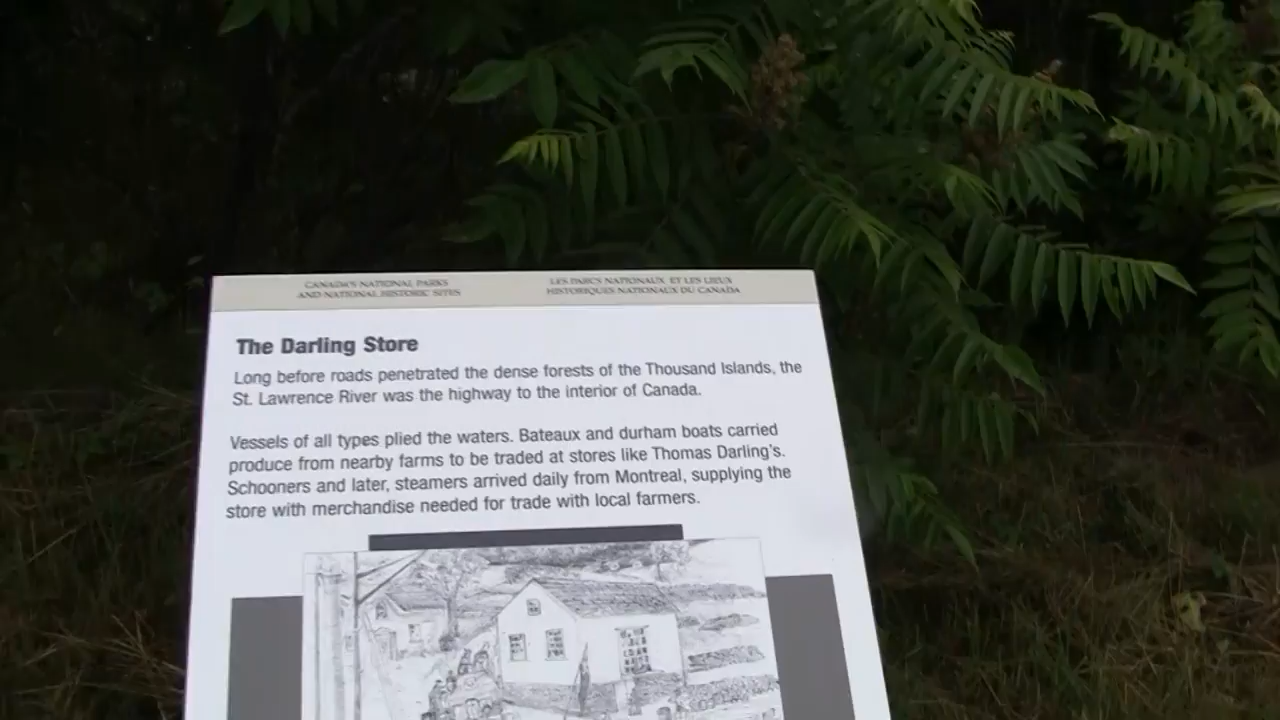 CANADA'S NATIONAL PARKS
AND NATIONAL HISTORIC SITES
LES PARCS NATIONAUX ET LES LIEUX
HISTORIQUES NATIONAUX DU CANADA
The Darling Store
Long before roads penetrated the dense forests of the Thousand Islands, the
St. Lawrence River was the highway to the interior of Canada.
Vessels of all types plied the waters. Bateaux and durham boats carried
produce from nearby farms to be traded at stores like Thomas Darling's.
Schooners and later, steamers arrived daily from Montreal, supplying the
store with merchandise needed for trade with local farmers.